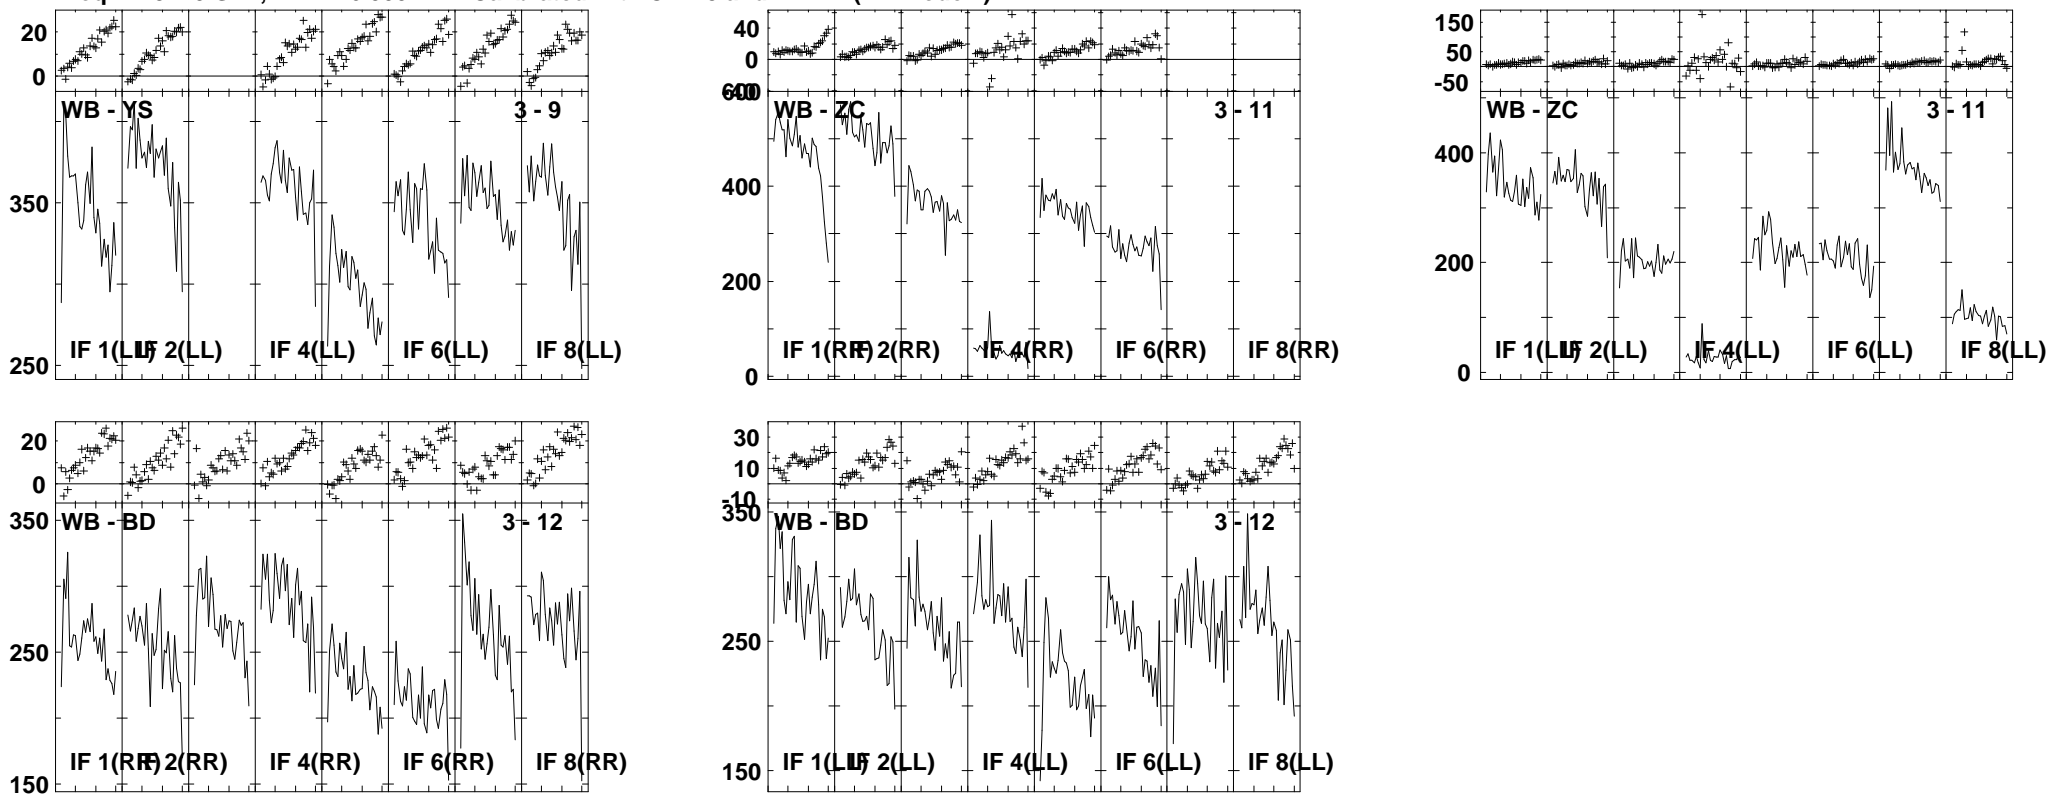 20
0
WB - YS
3 - 9
350
250
IF 1(LL)
IF 2(LL)
IF 4(LL)
IF 6(LL)
IF 8(LL)
40
0
600
WB - ZC
3 - 11
400
200
0
IF 1(RR)
IF 2(RR)
IF 4(RR)
IF 6(RR)
IF 8(RR)
150
50
-50
WB - ZC
3 - 11
400
200
0
IF 1(LL)
IF 2(LL)
IF 4(LL)
IF 6(LL)
IF 8(LL)
20
0
350
WB - BD
3 - 12
250
150
IF 1(RR)
IF 2(RR)
IF 4(RR)
IF 6(RR)
IF 8(RR)
30
10
-10
350
WB - BD
3 - 12
250
150
IF 1(LL)
IF 2(LL)
IF 4(LL)
IF 6(LL)
IF 8(LL)